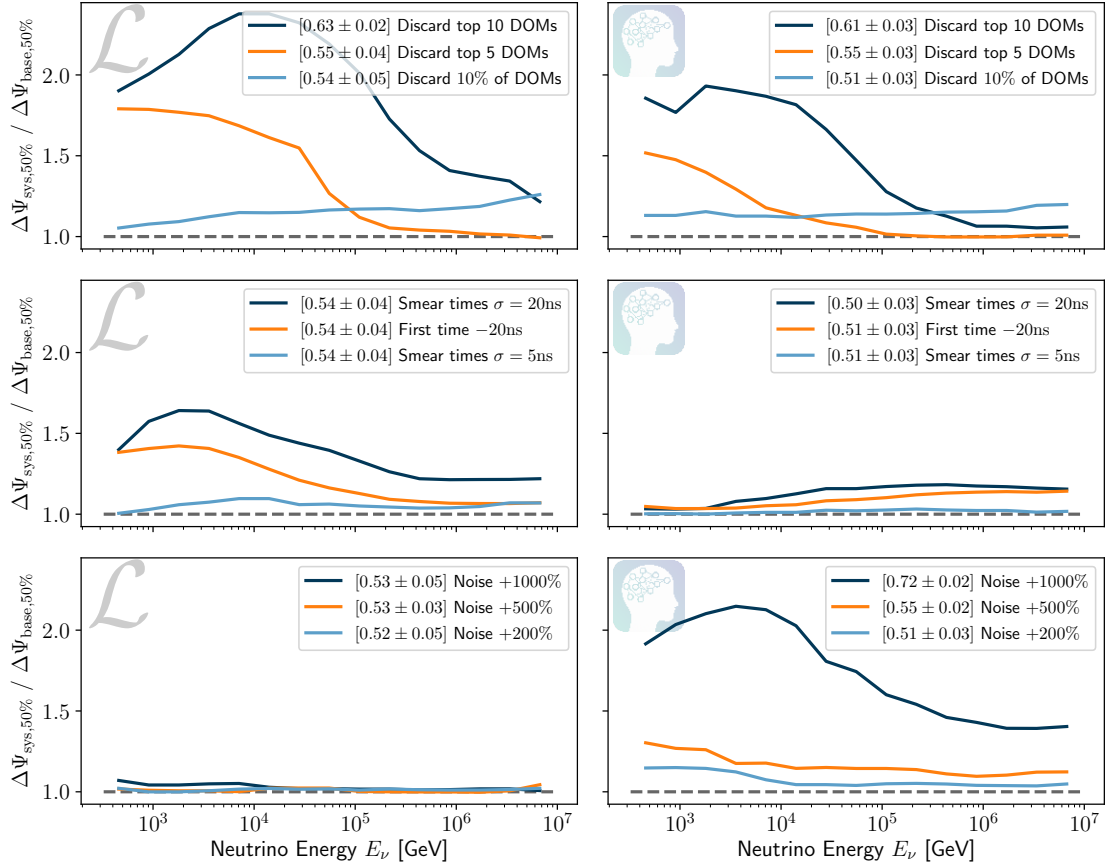 ℒ
[0.63 ± 0.02] Discard top 10 DOMs
[0.55 ± 0.04] Discard top 5 DOMs
[0.54 ± 0.05] Discard 10% of DOMs
ΔΨsys,50% / ΔΨbase,50%
2.0
1.5
1.0
[0.61 ± 0.03] Discard top 10 DOMs
[0.55 ± 0.03] Discard top 5 DOMs
[0.51 ± 0.03] Discard 10% of DOMs
ℒ
[0.54 ± 0.04] Smear times σ = 20ns
[0.54 ± 0.04] First time −20ns
[0.54 ± 0.04] Smear times σ = 5ns
ΔΨsys,50% / ΔΨbase,50%
2.0
1.5
1.0
[0.50 ± 0.03] Smear times σ = 20ns
[0.51 ± 0.03] First time −20ns
[0.51 ± 0.03] Smear times σ = 5ns
ℒ
[0.53 ± 0.05] Noise +1000%
[0.53 ± 0.03] Noise +500%
[0.52 ± 0.05] Noise +200%
ΔΨsys,50% / ΔΨbase,50%
2.0
1.5
1.0
10³ 10⁴ 10⁵ 10⁶ 10⁷
Neutrino Energy Eν [GeV]
[0.72 ± 0.02] Noise +1000%
[0.55 ± 0.02] Noise +500%
[0.51 ± 0.03] Noise +200%
10³ 10⁴ 10⁵ 10⁶ 10⁷
Neutrino Energy Eν [GeV]